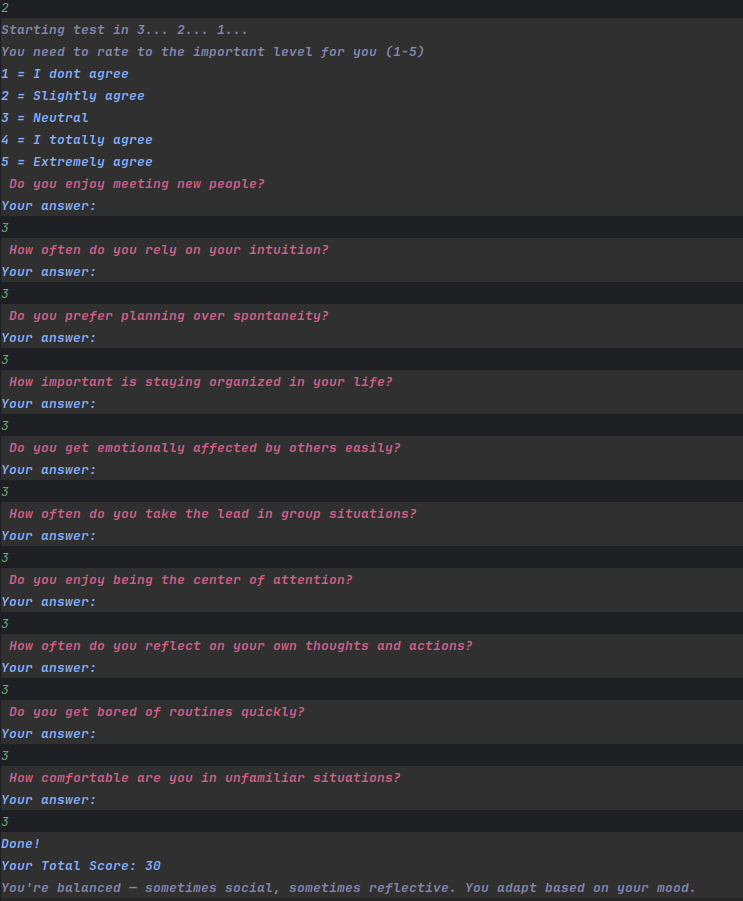 2
Starting test in 3... 2... 1...
You need to rate to the important level for you (1-5)
1 = I dont agree
2 = Slightly agree
3 = Neutral
4 = I totally agree
5 = Extremely agree
Do you enjoy meeting new people?
Your answer:
3
How often do you rely on your intuition?
Your answer:
3
Do you prefer planning over spontaneity?
Your answer:
3
How important is staying organized in your life?
Your answer:
3
Do you get emotionally affected by others easily?
Your answer:
3
How often do you take the lead in group situations?
Your answer:
3
Do you enjoy being the center of attention?
Your answer:
3
How often do you reflect on your own thoughts and actions?
Your answer:
3
Do you get bored of routines quickly?
Your answer:
3
How comfortable are you in unfamiliar situations?
Your answer:
3
Done!
Your Total Score: 30
You're balanced — sometimes social, sometimes reflective. You adapt based on your mood.